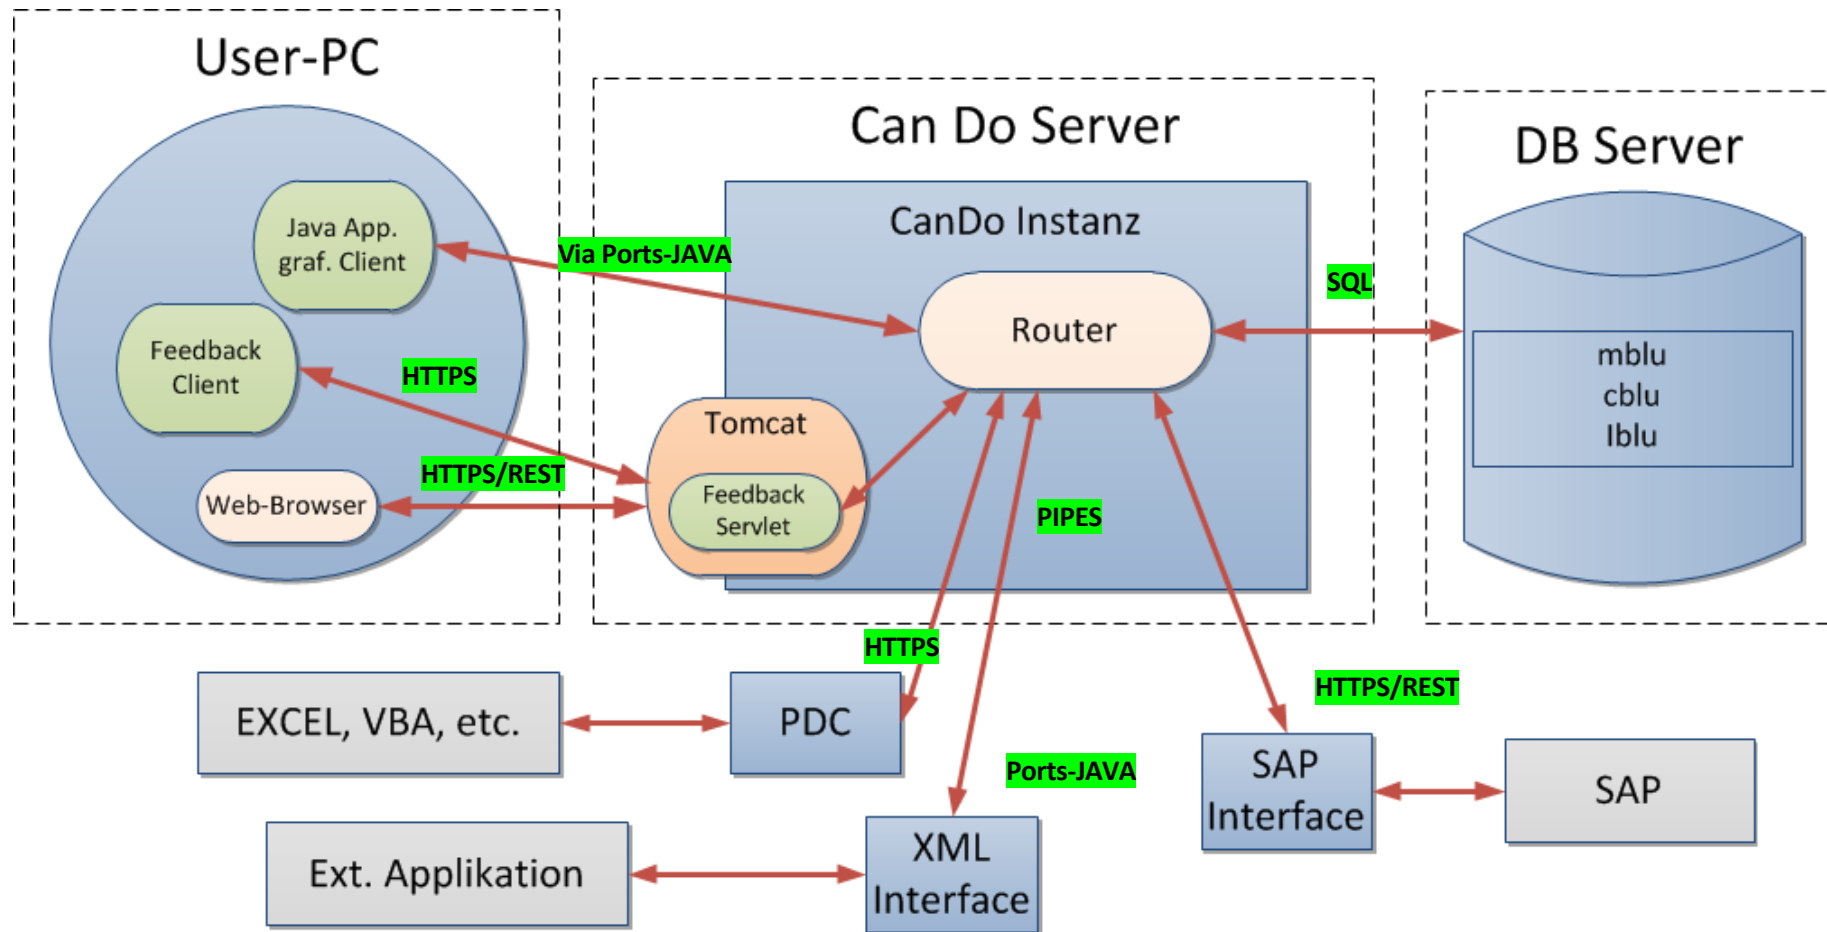 User-PC
Can Do Server
DB Server
Java App.
graf. Client
CanDo Instanz
Via Ports-JAVA
SQL
Router
Feedback
Client
HTTPS
mblu
cblu
lblu
Tomcat
HTTPS/REST
Web-Browser
Feedback
Servlet
PIPES
HTTPS
HTTPS/REST
EXCEL, VBA, etc.
PDC
Ports-JAVA
SAP
Interface
SAP
Ext. Applikation
XML
Interface